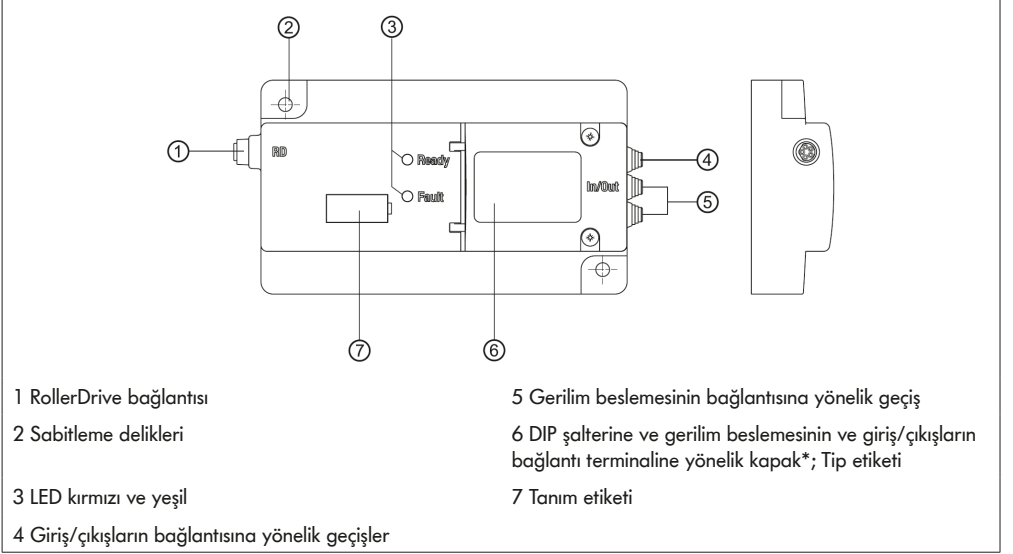 2
3
1
RD
Ready
Fault
In/Out
4
5
7
6
1 RollerDrive bağlantısı
5 Gerilim beslemesinin bağlantısına yönelik geçiş
2 Sabitleme delikleri
6 DIP şalterine ve gerilim beslemesinin ve giriş/çıkışların
bağlantı terminaline yönelik kapak*; Tip etiketi
3 LED kırmızı ve yeşil
7 Tanım etiketi
4 Giriş/çıkışların bağlantısına yönelik geçişler